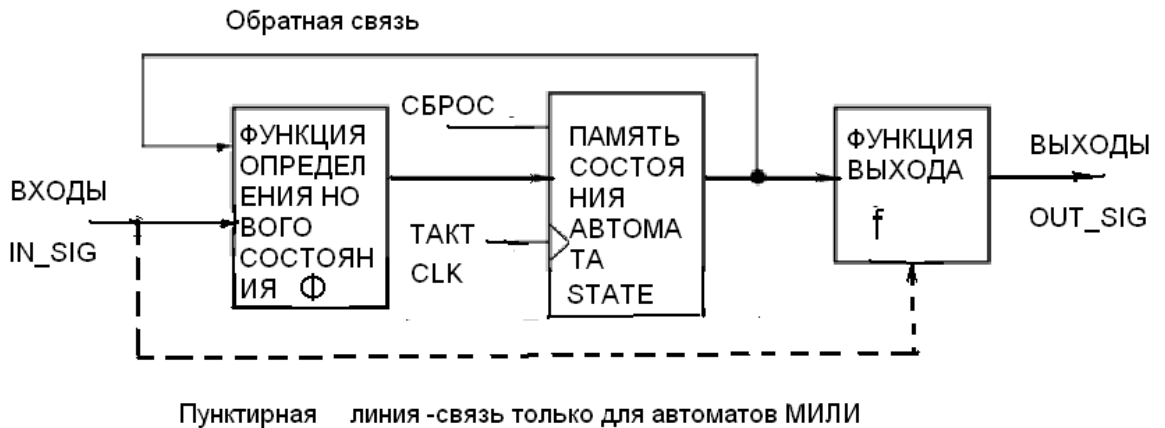 Обратная связь
СБРОС
ФУНКЦИЯ
ОПРЕДЕЛ
ЕНИЯ НО
ВОГО
СОСТОЯН
ИЯ Ф
ПАМЯТЬ
СОСТОЯ
НИЯ
АВТОМА
ТА
STATE
ФУНКЦИЯ
ВЫХОДА
f
ВЫХОДЫ
OUT_SIG
ВХОДЫ
IN_SIG
ТАКТ
CLK
Пунктирная линия -связь только для автоматов МИЛИ